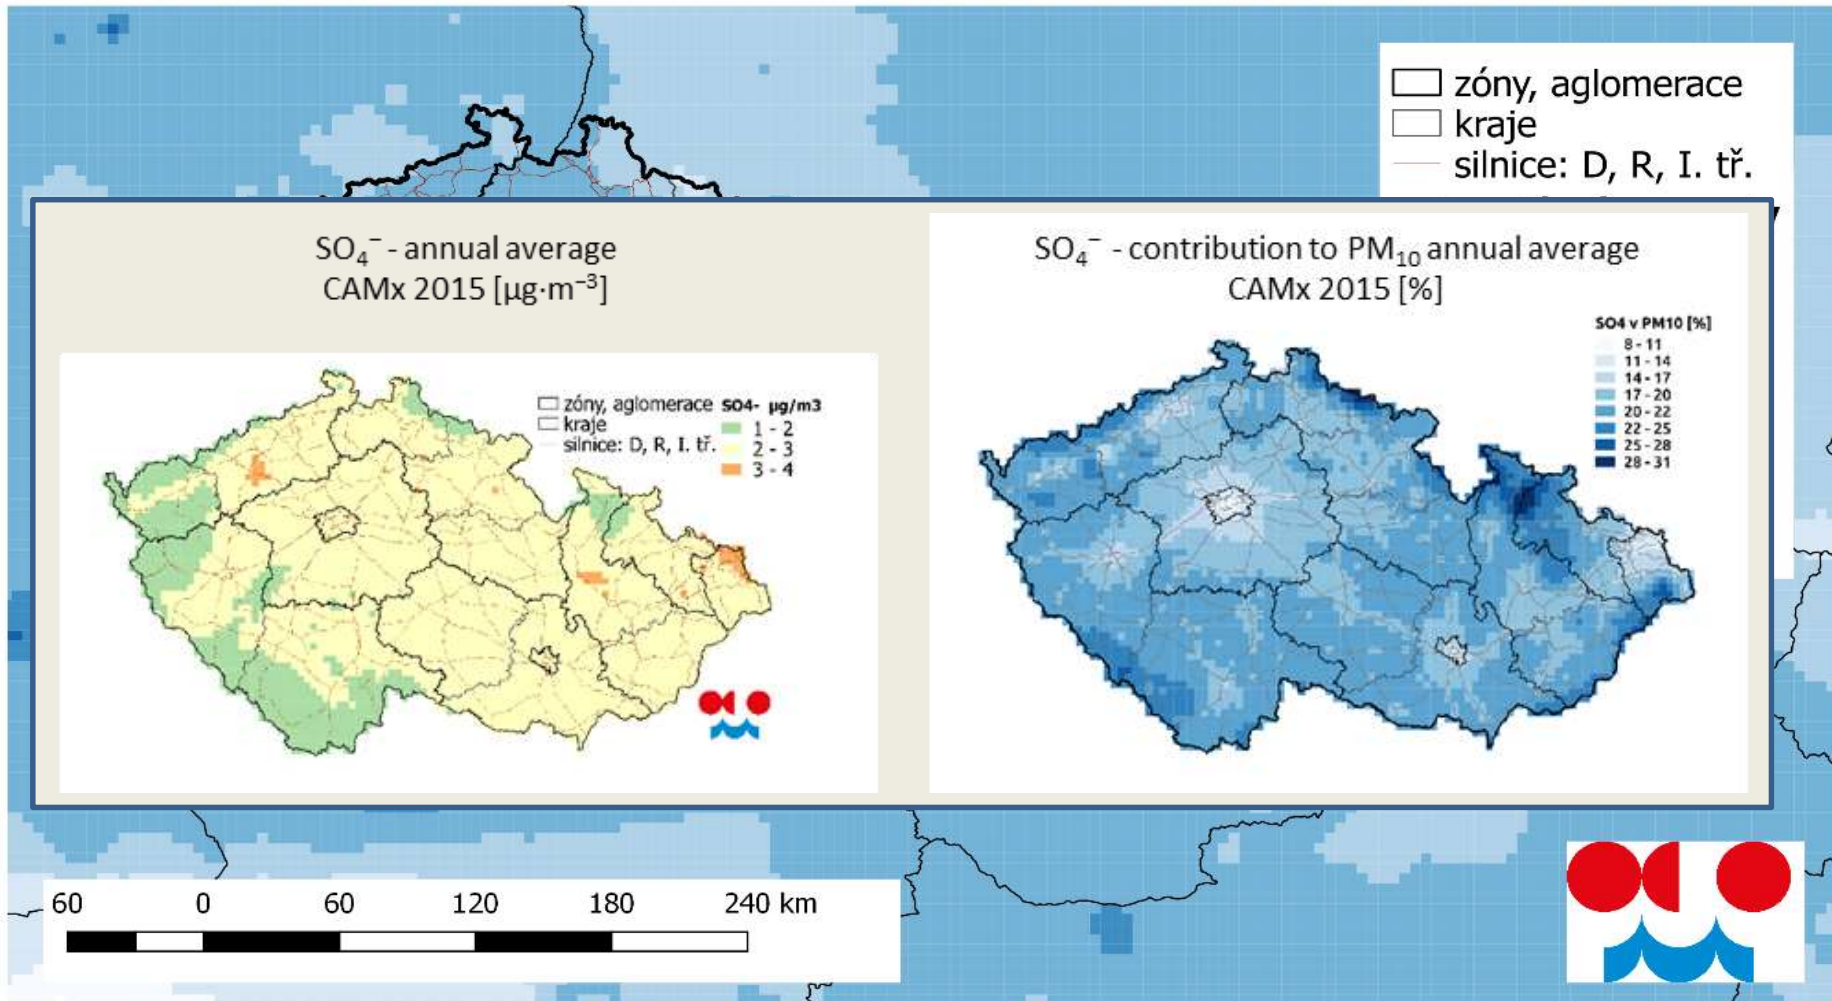 zóny, aglomerace
kraje
silnice: D, R, I. tř.
SO₄⁻ - annual average
CAMx 2015 [µg·m⁻³]
zóny, aglomerace
kraje
silnice: D, R, I. tř.
SO4- µg/m3
1 - 2
2 - 3
3 - 4
SO₄⁻ - contribution to PM₁₀ annual average
CAMx 2015 [%]
SO4 v PM10 [%]
8 - 11
11 - 14
14 - 17
17 - 20
20 - 22
22 - 25
25 - 28
28 - 31
60 0 60 120 180 240 km